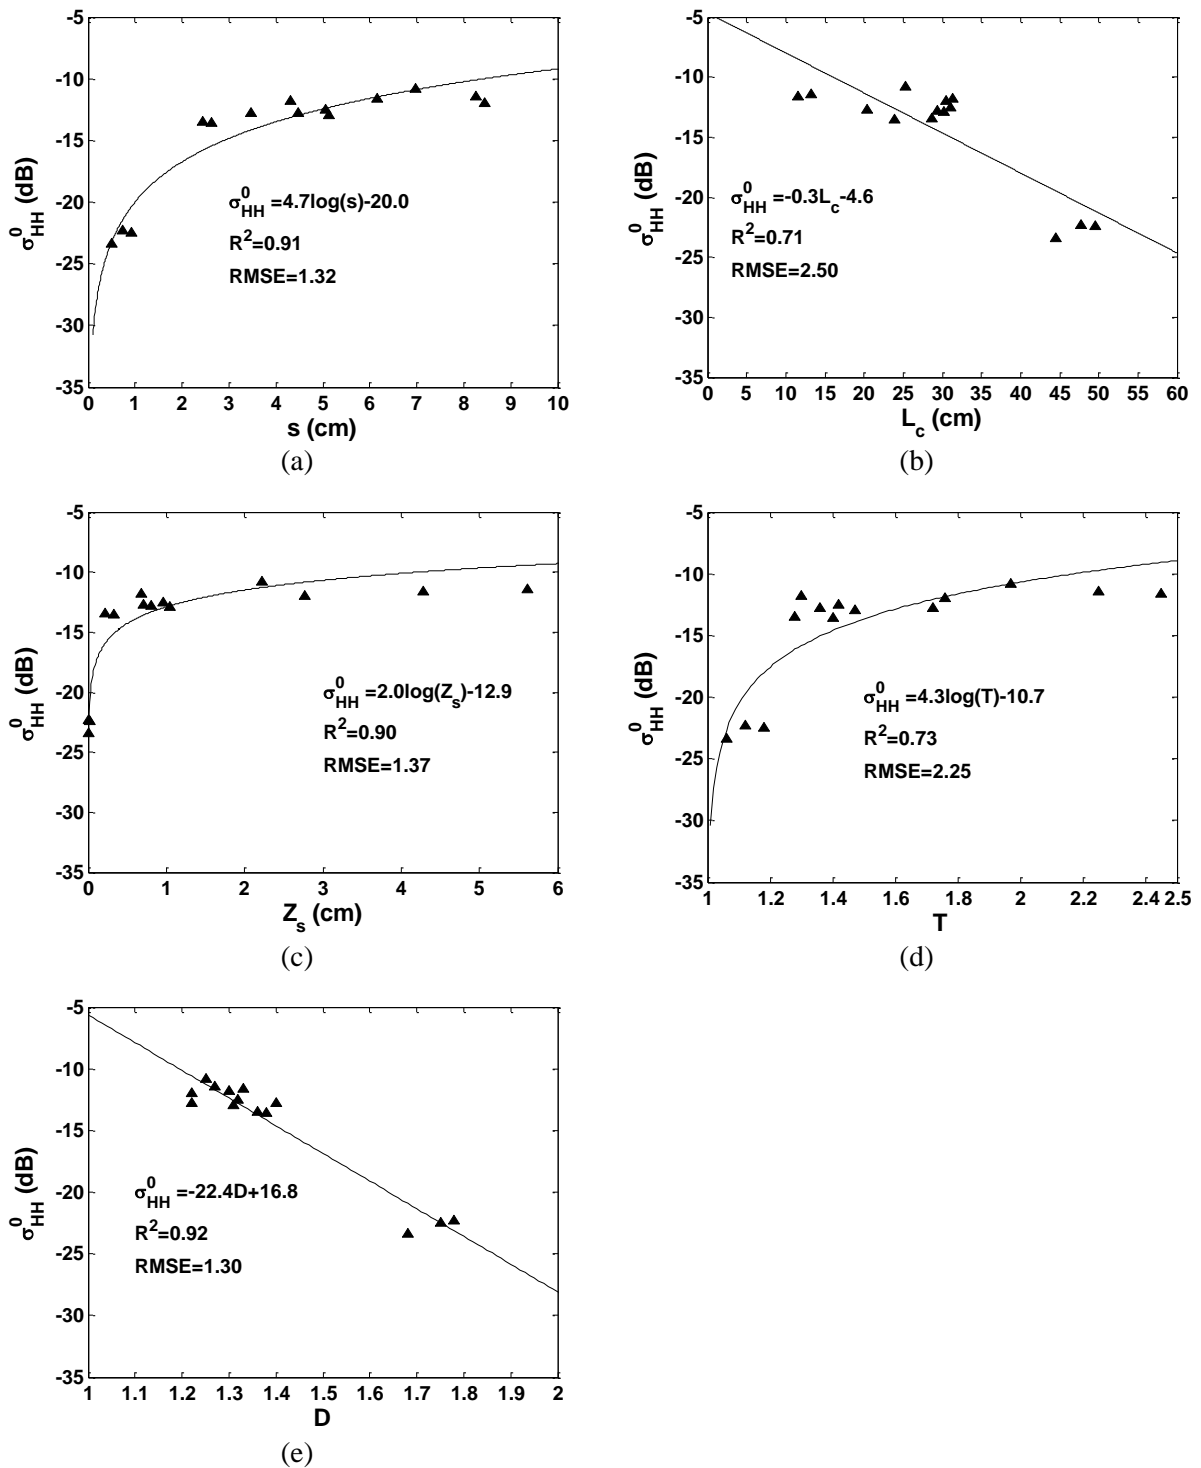 -5
-10
-15
-20
-25
-30
-35
σ⁰HH (dB)
σ⁰HH =4.7log(s)-20.0
R²=0.91
RMSE=1.32
0 1 2 3 4 5 6 7 8 9 10
s (cm)
(a)
-5
-10
-15
-20
-25
-30
-35
σ⁰HH (dB)
σ⁰HH =-0.3Lc-4.6
R²=0.71
RMSE=2.50
0 5 10 15 20 25 30 35 40 45 50 55 60
Lc (cm)
(b)
-5
-10
-15
-20
-25
-30
-35
σ⁰HH (dB)
σ⁰HH =2.0log(Zs)-12.9
R²=0.90
RMSE=1.37
0 1 2 3 4 5 6
Zs (cm)
(c)
-5
-10
-15
-20
-25
-30
-35
σ⁰HH (dB)
σ⁰HH =4.3log(T)-10.7
R²=0.73
RMSE=2.25
1 1.2 1.4 1.6 1.8 2 2.2 2.4 2.5
T
(d)
-5
-10
-15
-20
-25
-30
-35
σ⁰HH (dB)
σ⁰HH =-22.4D+16.8
R²=0.92
RMSE=1.30
1 1.1 1.2 1.3 1.4 1.5 1.6 1.7 1.8 1.9 2
D
(e)